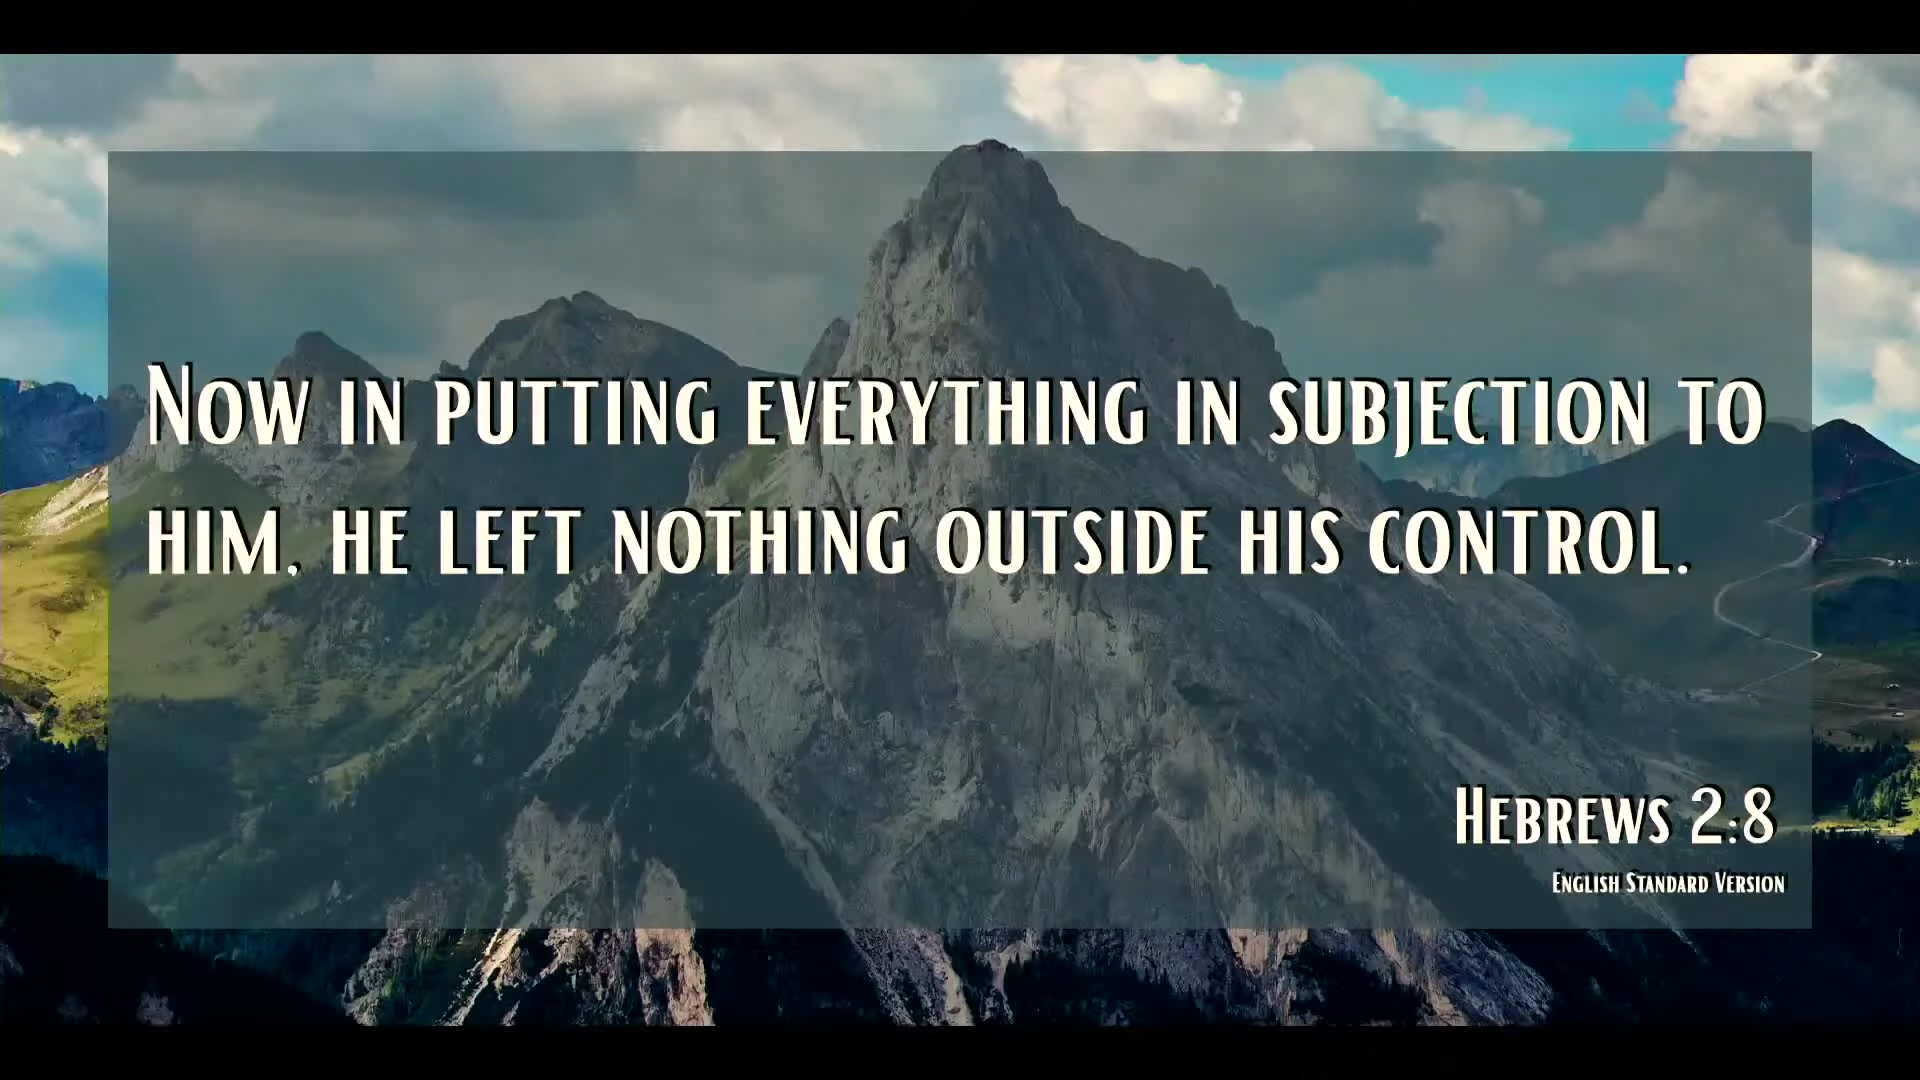 Now in putting everything in subjection to
him, he left nothing outside his control.
Hebrews 2:8
English Standard Version